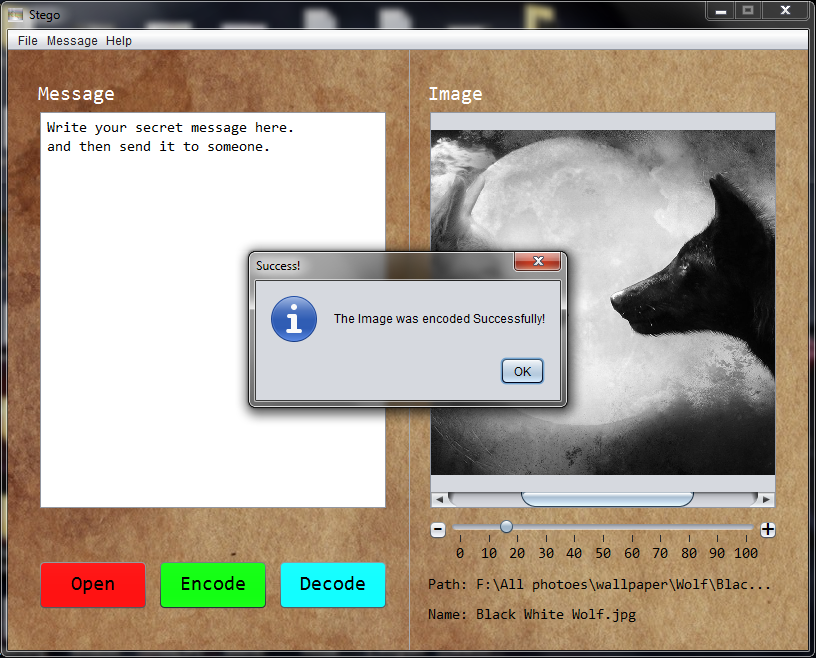 Stego
File Message Help
Message
Write your secret message here.
and then send it to someone.
Image
Success!
The Image was encoded Successfully!
OK
0 10 20 30 40 50 60 70 80 90 100
Open
Encode
Decode
Path: F:\All photoes\wallpaper\Wolf\Blac...
Name: Black White Wolf.jpg